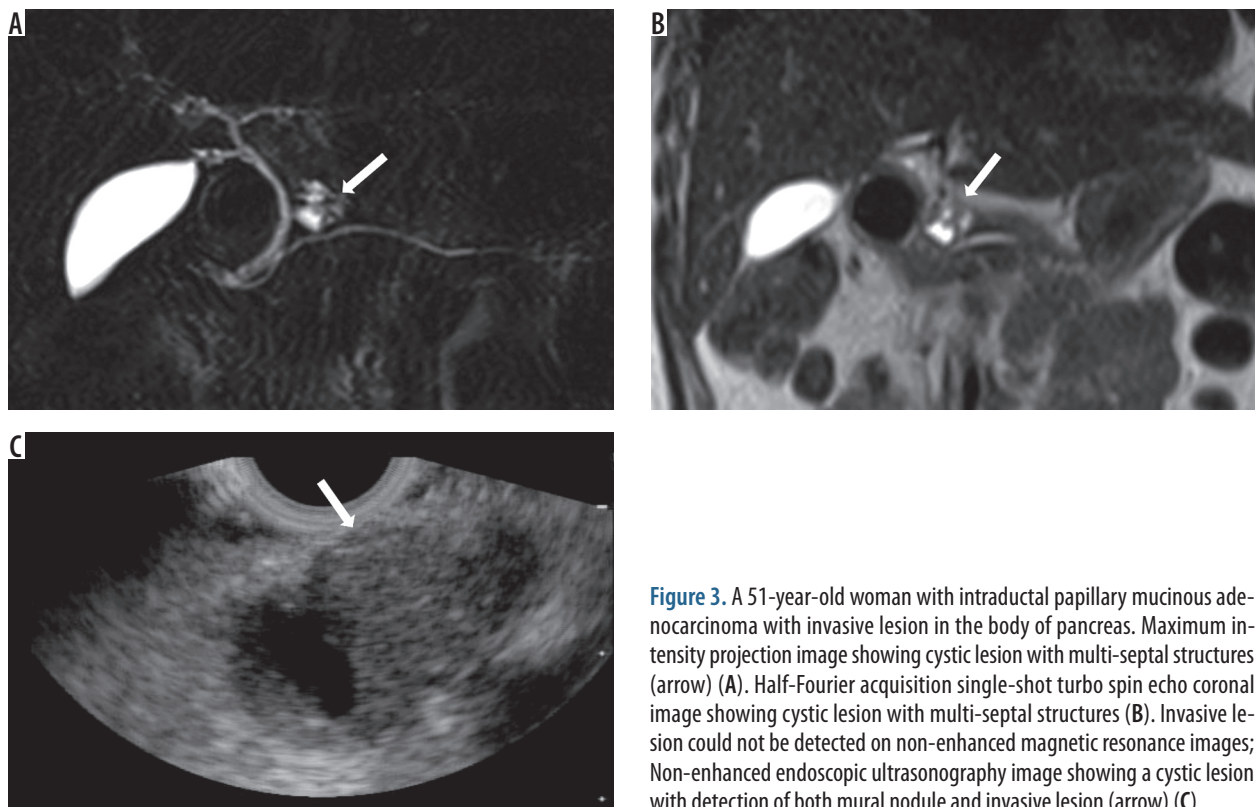 A
B
C
Figure 3. A 51-year-old woman with intraductal papillary mucinous ade-
nocarcinoma with invasive lesion in the body of pancreas. Maximum in-
tensity projection image showing cystic lesion with multi-septal structures
(arrow) (A). Half-Fourier acquisition single-shot turbo spin echo coronal
image showing cystic lesion with multi-septal structures (B). Invasive le-
sion could not be detected on non-enhanced magnetic resonance images;
Non-enhanced endoscopic ultrasonography image showing a cystic lesion
with detection of both mural nodule and invasive lesion (arrow) (C)